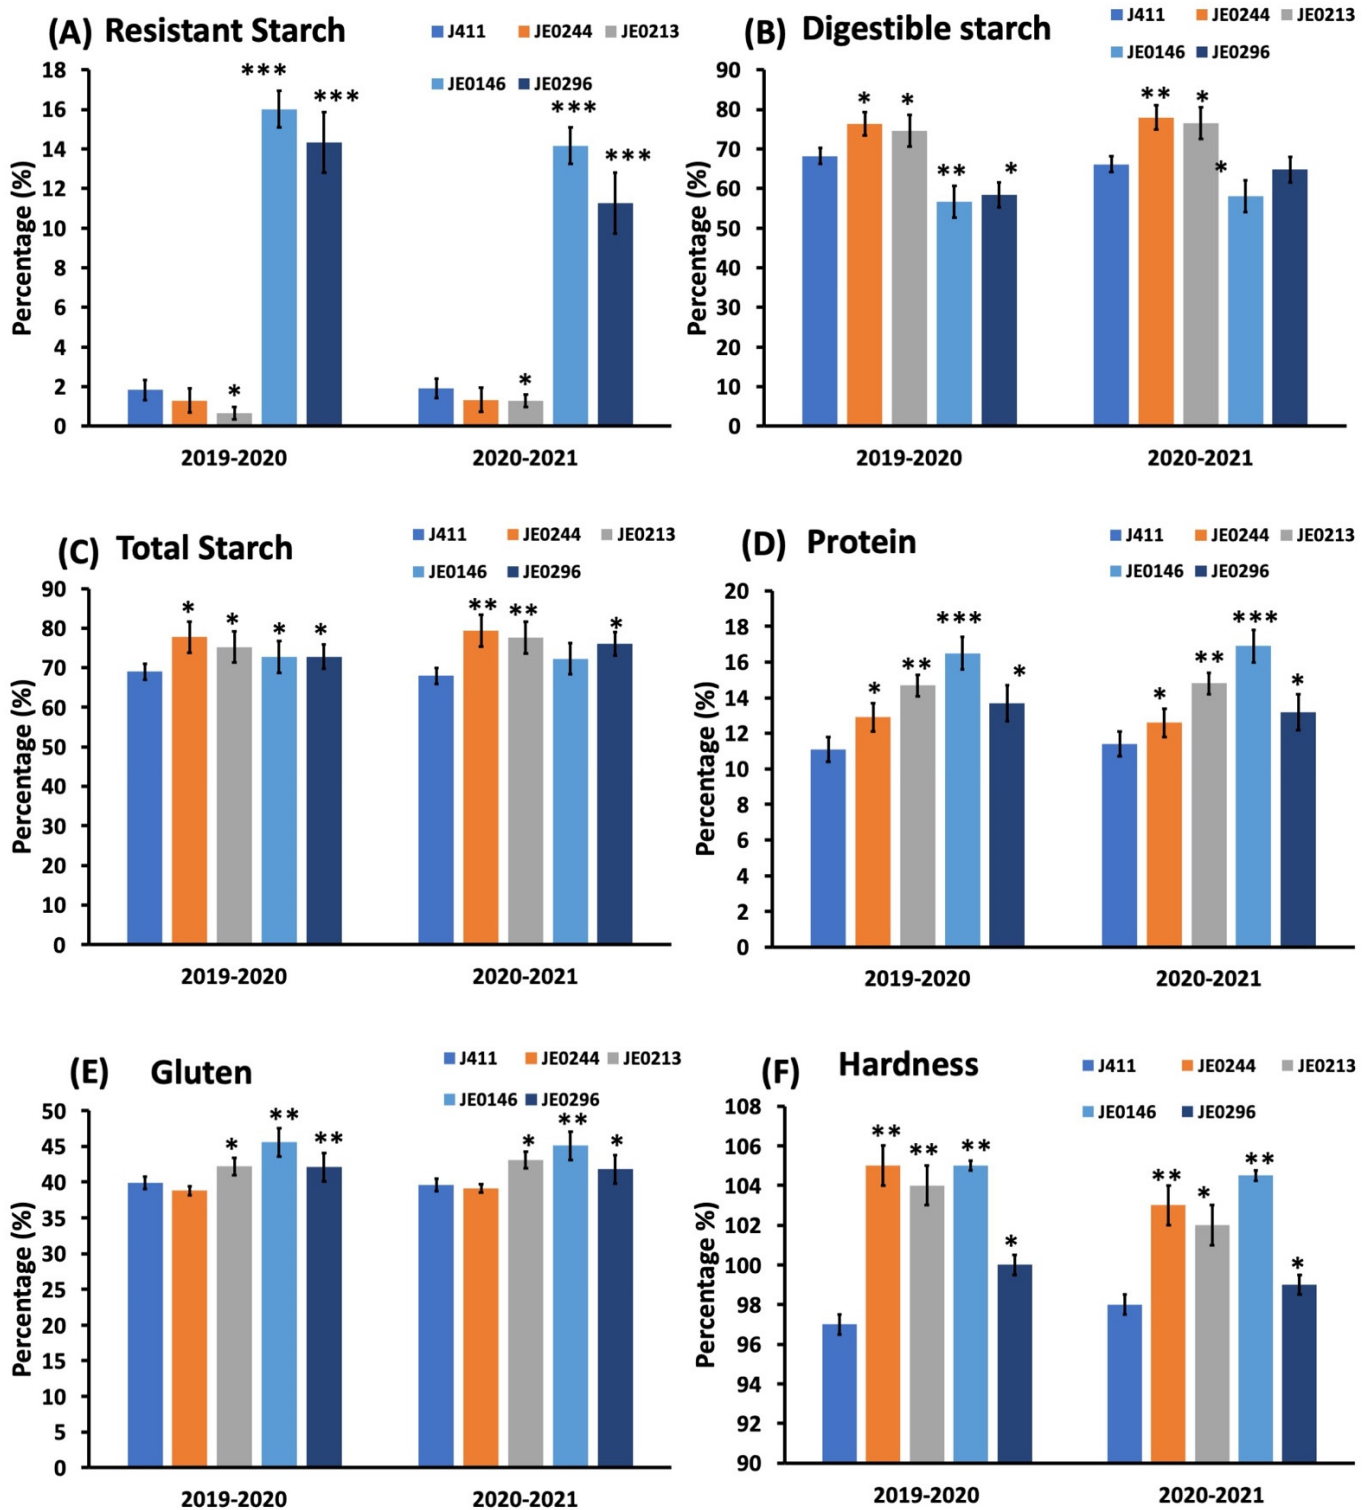 (A) Resistant Starch
J411 JE0244 JE0213
JE0146 JE0296
Percentage (%)
18
16
14
12
10
8
6
4
2
0
*** *** * *** *** *
2019-2020 2020-2021
(B) Digestible starch
J411 JE0244 JE0213
JE0146 JE0296
Percentage (%)
90
80
70
60
50
40
30
20
10
0
* * ** * ** * *
2019-2020 2020-2021
(C) Total Starch
J411 JE0244 JE0213
JE0146 JE0296
Percentage (%)
90
80
70
60
50
40
30
20
10
0
* * * * ** ** *
2019-2020 2020-2021
(D) Protein
J411 JE0244 JE0213
JE0146 JE0296
Percentage (%)
20
18
16
14
12
10
8
6
4
2
0
* ** *** * * ** *** *
2019-2020 2020-2021
(E) Gluten
J411 JE0244 JE0213
JE0146 JE0296
Percentage (%)
50
45
40
35
30
25
20
15
10
5
0
* ** ** * ** *
2019-2020 2020-2021
(F) Hardness
J411 JE0244 JE0213
JE0146 JE0296
Percentage %)
108
106
104
102
100
98
96
94
92
90
** ** ** * ** * ** *
2019-2020 2020-2021